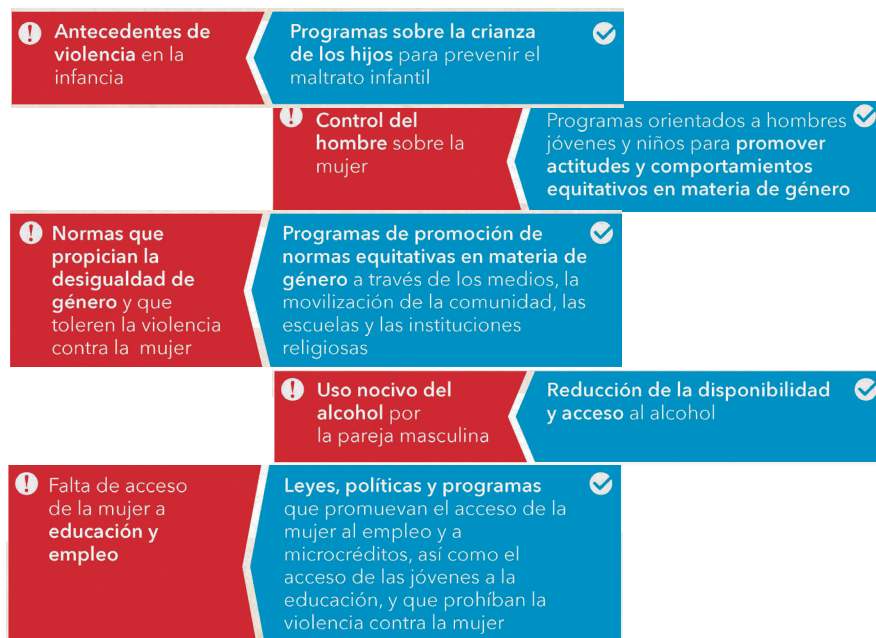 Antecedentes de
violencia en la
infancia
Programas sobre la crianza
de los hijos para prevenir el
maltrato infantil
Control del
hombre sobre la
mujer
Programas orientados a hombres
jóvenes y niños para promover
actitudes y comportamientos
equitativos en materia de género
Normas que
propician la
desigualdad de
género y que
toleren la violencia
contra la mujer
Programas de promoción de
normas equitativas en materia de
género a través de los medios, la
movilización de la comunidad, las
escuelas y las instituciones
religiosas
Uso nocivo del
alcohol por
la pareja masculina
Reducción de la disponibilidad
y acceso al alcohol
Falta de acceso
de la mujer a
educación y
empleo
Leyes, políticas y programas
que promuevan el acceso de la
mujer al empleo y a
microcréditos, así como el
acceso de las jóvenes a la
educación, y que prohíban la
violencia contra la mujer